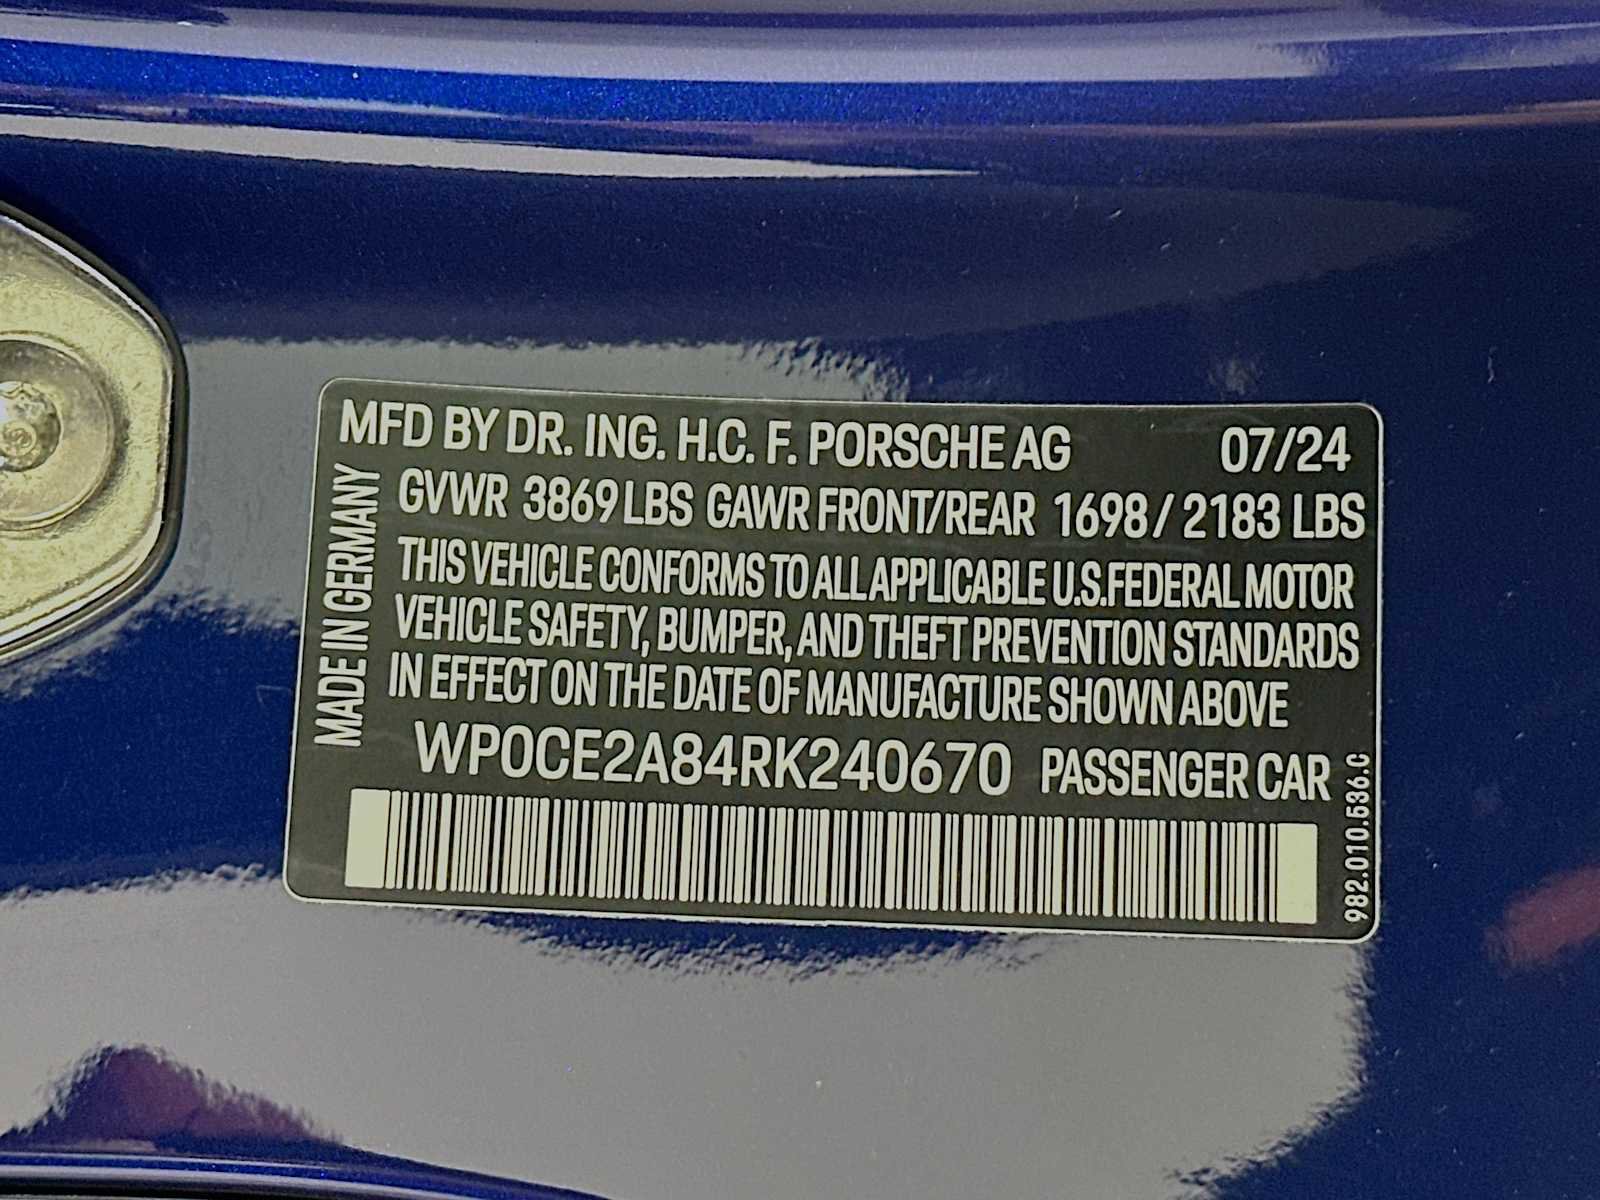 MFD BY DR. ING. H.C. F. PORSCHE AG 07/24
GVWR 3869 LBS GAWR FRONT/REAR 1698 / 2183 LBS
THIS VEHICLE CONFORMS TO ALL APPLICABLE U.S.FEDERAL MOTOR
VEHICLE SAFETY, BUMPER, AND THEFT PREVENTION STANDARDS
IN EFFECT ON THE DATE OF MANUFACTURE SHOWN ABOVE
WP0CE2A84RK240670 PASSENGER CAR
MADE IN GERMANY
982.010.536.C